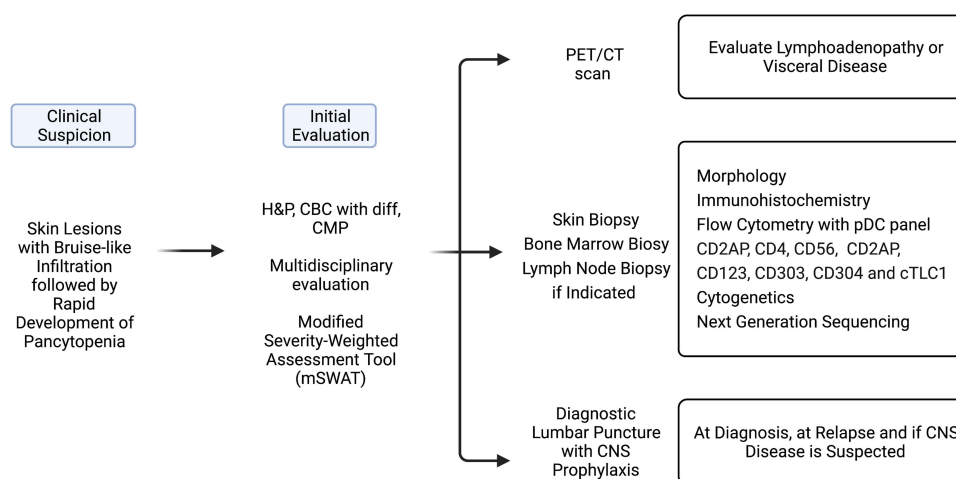 Clinical
Suspicion
Skin Lesions
with Bruise-like
Infiltration
followed by
Rapid
Development of
Pancytopenia
Initial
Evaluation
H&P, CBC with diff,
CMP
Multidisciplinary
evaluation
Modified
Severity-Weighted
Assessment Tool
(mSWAT)
PET/CT
scan
Evaluate Lymphoadenopathy or
Visceral Disease
Skin Biopsy
Bone Marrow Biosy
Lymph Node Biopsy
if Indicated
Morphology
Immunohistochemistry
Flow Cytometry with pDC panel
CD2AP, CD4, CD56, CD2AP,
CD123, CD303, CD304 and cTLC1
Cytogenetics
Next Generation Sequencing
Diagnostic
Lumbar Puncture
with CNS
Prophylaxis
At Diagnosis, at Relapse and if CNS
Disease is Suspected